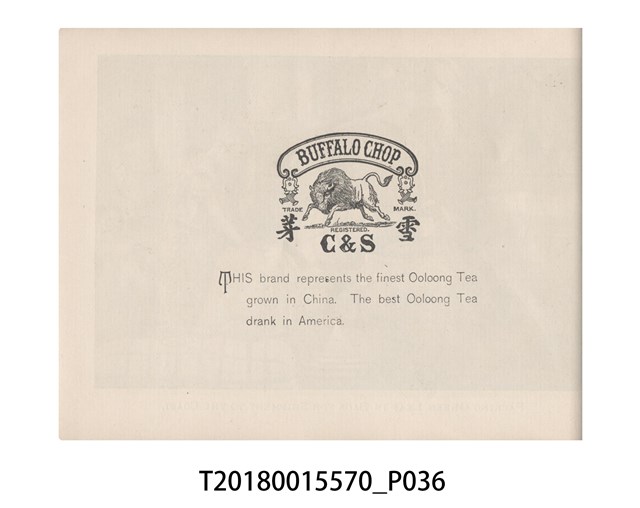 BUFFALO CHOP
TRADE MARK.
REGISTERED.
芽 雪
C&S
THIS brand represents the finest Ooloong Tea
grown in China. The best Ooloong Tea
drank in America.
T20180015570_P036